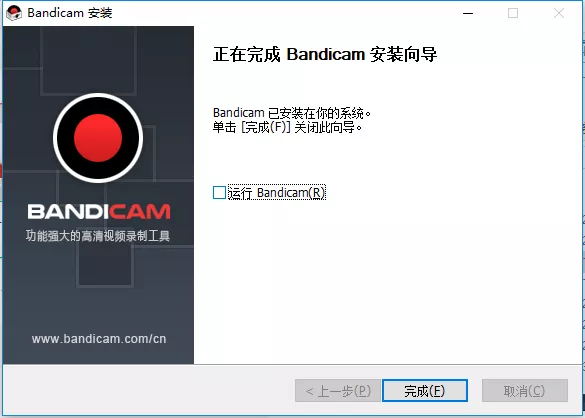 Bandicam 安装
正在完成 Bandicam 安装向导
Bandicam 已安装在你的系统。
单击 [完成(F)] 关闭此向导。
运行 Bandicam(R)
BANDICAM
功能强大的高清视频录制工具
www.bandicam.com/cn
< 上一步(P)
完成(F)
取消(C)